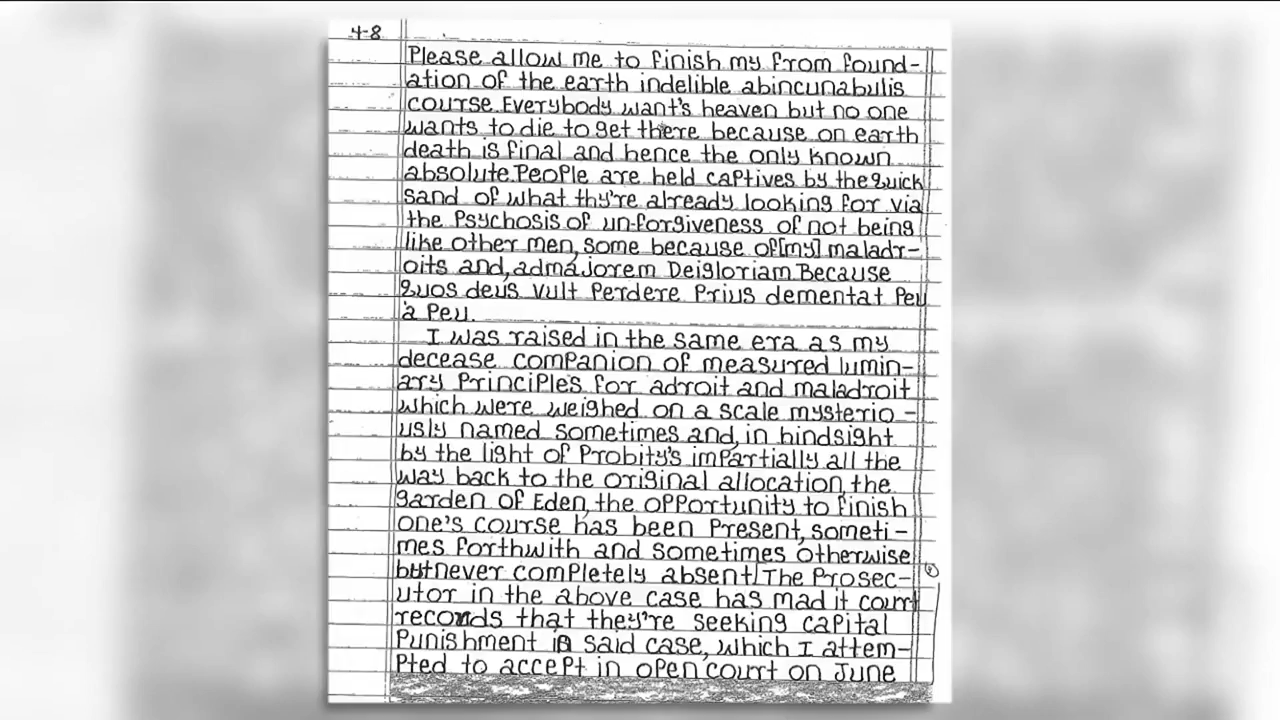 4-8
Please allow me to finish my from found-
ation of the earth indelible abincunabulis
course. Everybody want's heaven but no one
wants to die to get there because on earth
death is final and hence the only known
absolute. People are held captives by the quick
sand of what thy're already looking for via
the psychosis of un-forgiveness of not being
like other men, some because of [my] maladr-
oits and, admajorem Deigloriam. Because
quos deus vult perdere prius dementat peu
à peu.
I was raised in the same era as my
decease companion of measured lumin-
ary principle's for adroit and maladroit
which were weighed on a scale mysterio-
usly named sometimes and, in hindsight
by the light of Probity's impartially all the
way back to the original allocation, the
garden of Eden, the opportunity to finish
one's course has been present, someti-
mes forthwith and sometimes otherwise
but never completely absent/The Prosec-
utor in the above case has mad it court
records that they're seeking capital
Punishment in said case, which I attem-
pted to accept in open court on June